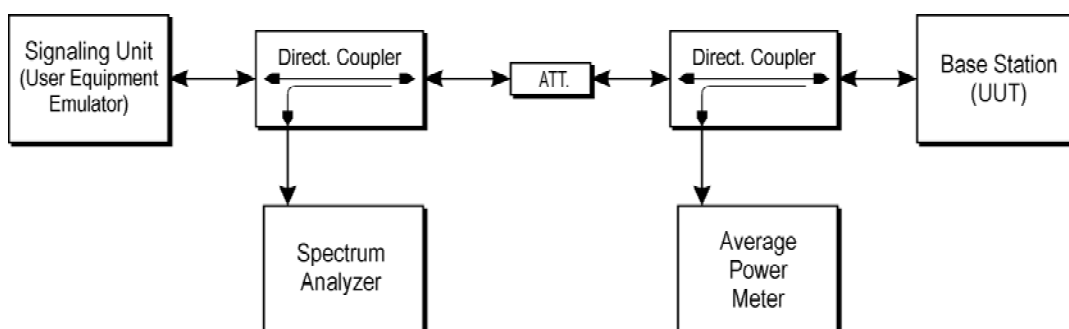 Signaling Unit
(User Equipment
Emulator)
Direct. Coupler
ATT.
Direct. Coupler
Base Station
(UUT)
Spectrum
Analyzer
Average
Power
Meter